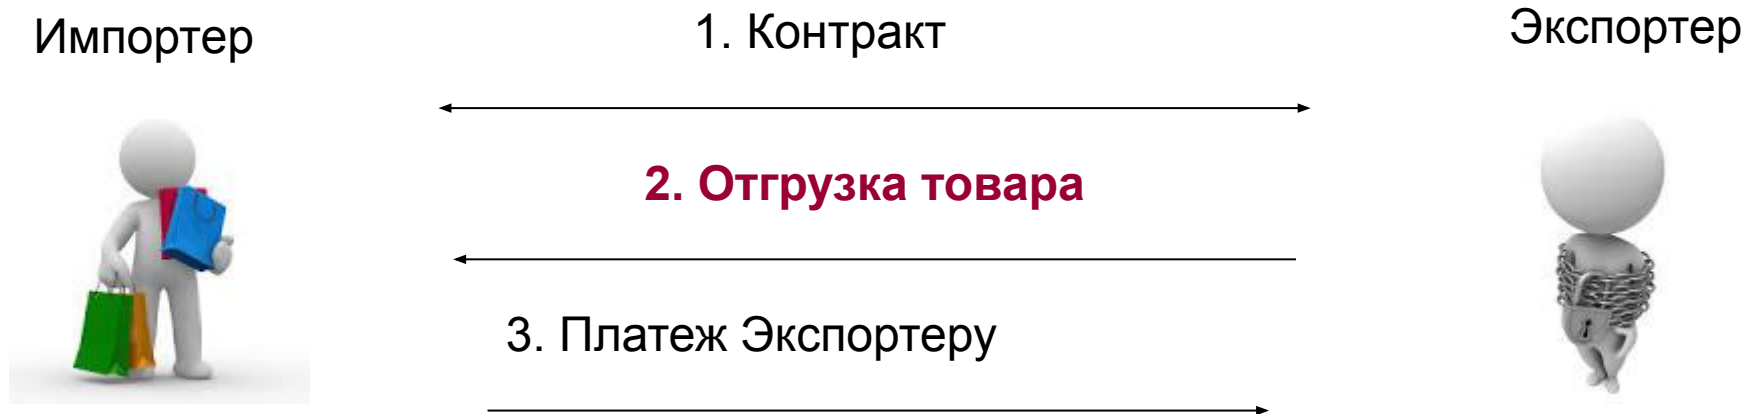 Импортер
1. Контракт
Экспортер
2. Отгрузка товара
3. Платеж Экспортеру